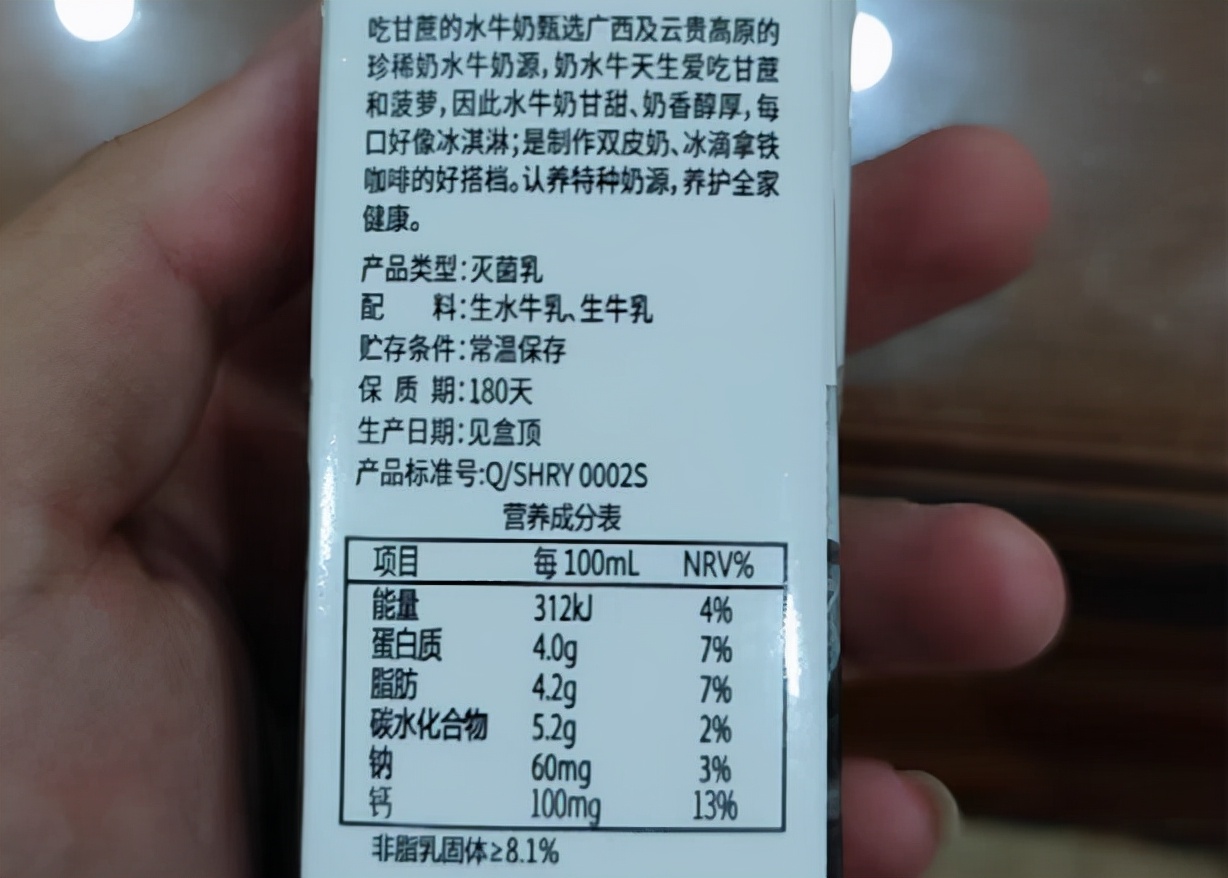 吃甘蔗的水牛奶甄选广西及云贵高原的
珍稀奶水牛奶源,奶水牛天生爱吃甘蔗
和菠萝,因此水牛奶甘甜、奶香醇厚,每
口好像冰淇淋;是制作双皮奶、冰滴拿铁
咖啡的好搭档。认养特种奶源,养护全家
健康。
产品类型:灭菌乳
配 料:生水牛乳、生牛乳
贮存条件:常温保存
保 质 期:180天
生产日期:见盒顶
产品标准号:Q/SHRY 0002S
营养成分表
项目 每 100mL NRV%
能量 312kJ 4%
蛋白质 4.0g 7%
脂肪 4.2g 7%
碳水化合物 5.2g 2%
钠 60mg 3%
钙 100mg 13%
非脂乳固体≥8.1%